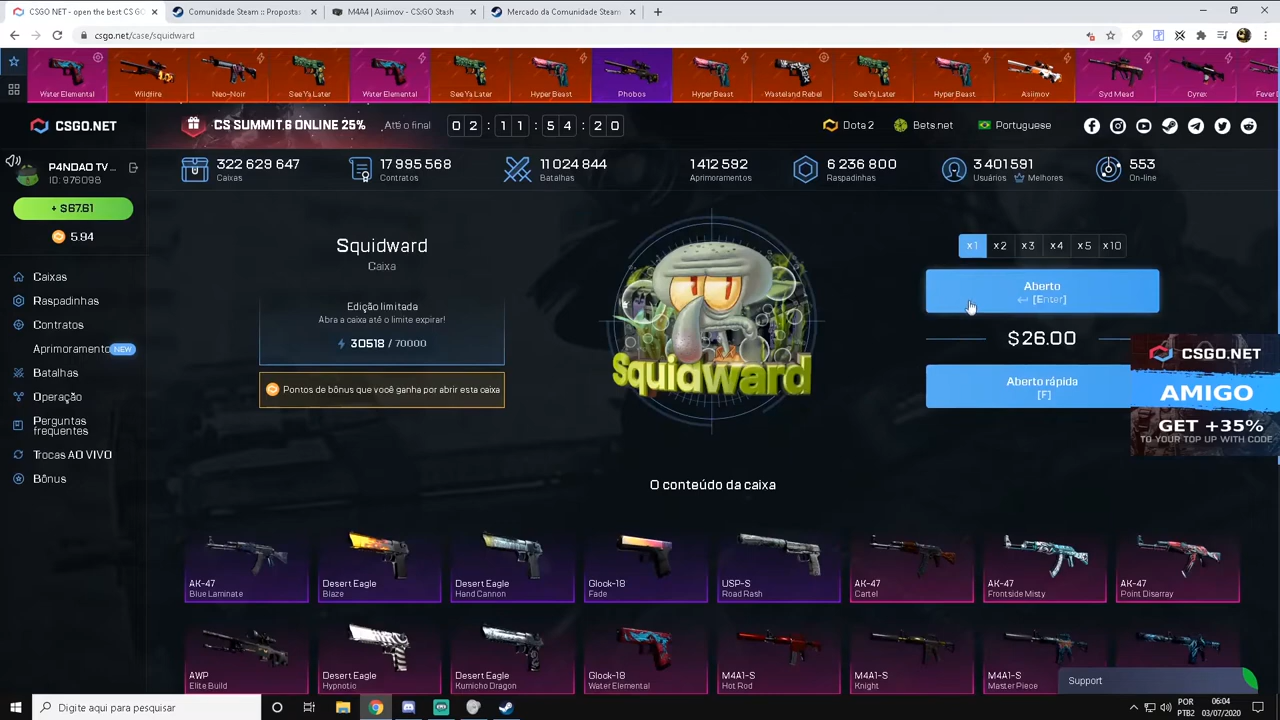 CSGO NET - open the best CS GO
Comunidade Steam :: Propostas
M4A4 | Asiimov - CS:GO Stash
Mercado da Comunidade Steam
csgo.net/case/squidward
Water Elemental
Wildfire
Neo-Noir
See Ya Later
Water Elemental
See Ya Later
Hyper Beast
Phobos
Hyper Beast
Wasteland Rebel
See Ya Later
Hyper Beast
Asiimov
Syd Mead
Cyrex
CSGO.NET
CS SUMMIT 6 ONLINE 25%
Até o final
02:11:54:20
Dota 2
Bets.net
Portuguese
P4NDAO TV ...
ID: 976098
+ $67.61
5.94
322 629 647
Caixas
17 995 568
Contratos
11 024 844
Batalhas
1 412 592
Aprimoramentos
6 236 800
Raspadinhas
3 401 591
Usuários
Melhores
553
On-line
Caixas
Raspadinhas
Contratos
Aprimoramento
NEW
Batalhas
Operação
Perguntas
frequentes
Trocas AO VIVO
Bônus
Squidward
Caixa
Edição limitada
Abra a caixa até o limite expirar!
30518 / 70000
Pontos de bônus que você ganha por abrir esta caixa
Squidward
x1
x2
x3
x4
x5
x10
Aberto
[Enter]
$26.00
Aberto rápida
[F]
CSGO.NET
AMIGO
GET +35%
TO YOUR TOP UP WITH CODE
O conteúdo da caixa
AK-47
Blue Laminate
Desert Eagle
Blaze
Desert Eagle
Hand Cannon
Glock-18
Fade
USP-S
Road Rash
AK-47
Cartel
AK-47
Frontside Misty
AK-47
Point Disarray
AWP
Elite Build
Desert Eagle
Hypnotic
Desert Eagle
Kumicho Dragon
Glock-18
Water Elemental
M4A1-S
Hot Rod
M4A1-S
Knight
M4A1-S
Master Piece
Support
Digite aqui para pesquisar
POR
PTB2
06:04
03/07/2020